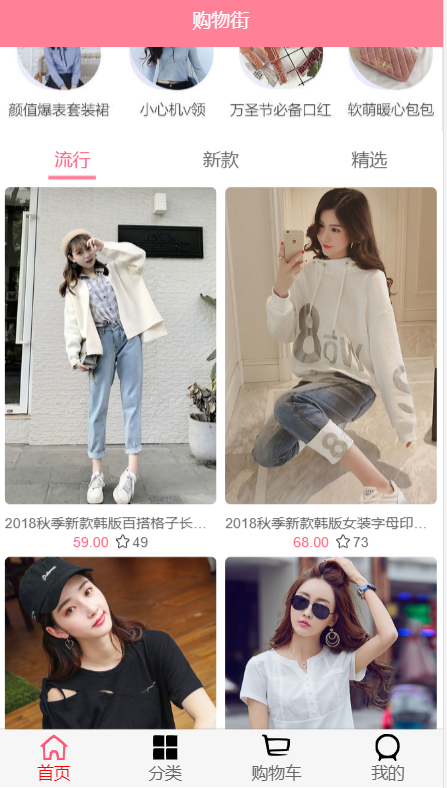 购物街
颜值爆表套装裙 小心机v领 万圣节必备口红 软萌暖心包包
流行 新款 精选
2018秋季新款韩版百搭格子长... 2018秋季新款韩版女装字母印...
59.00 49 68.00 73
首页 分类 购物车 我的